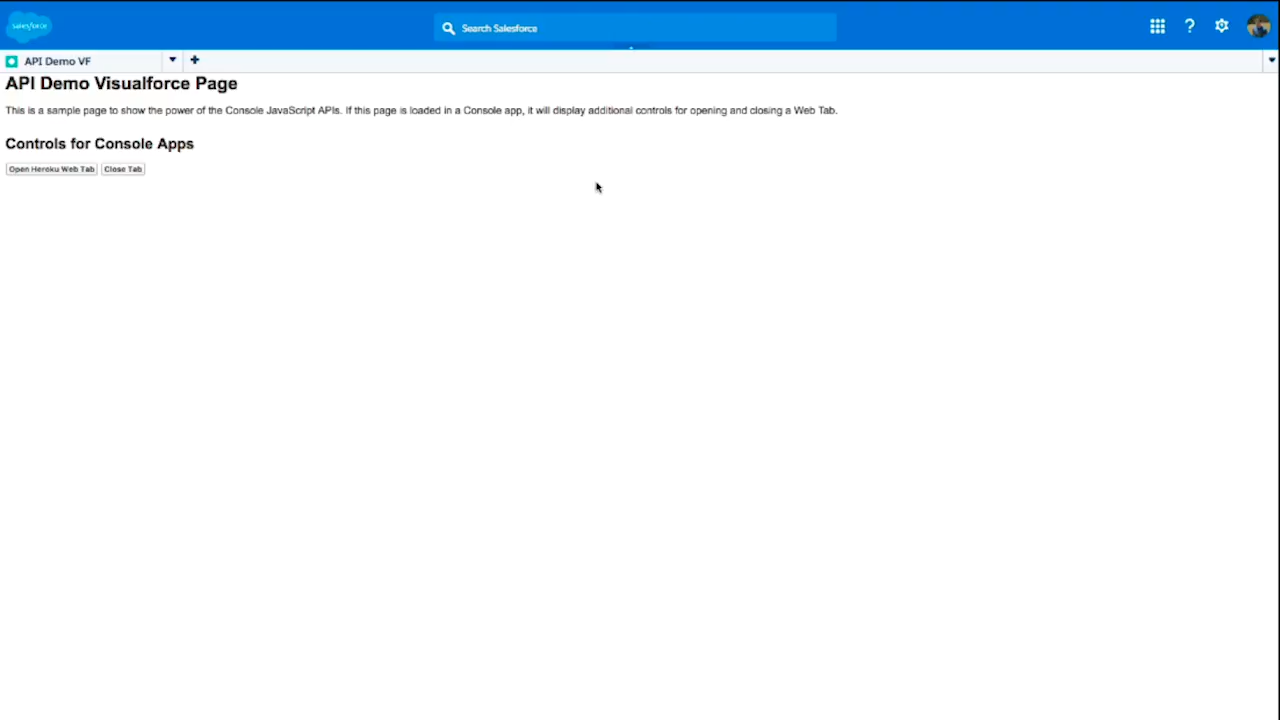 salesforce
Search Salesforce
?
API Demo VF
+
API Demo Visualforce Page
This is a sample page to show the power of the Console JavaScript APIs. If this page is loaded in a Console app, it will display additional controls for opening and closing a Web Tab.
Controls for Console Apps
Open Heroku Web Tab Close Tab